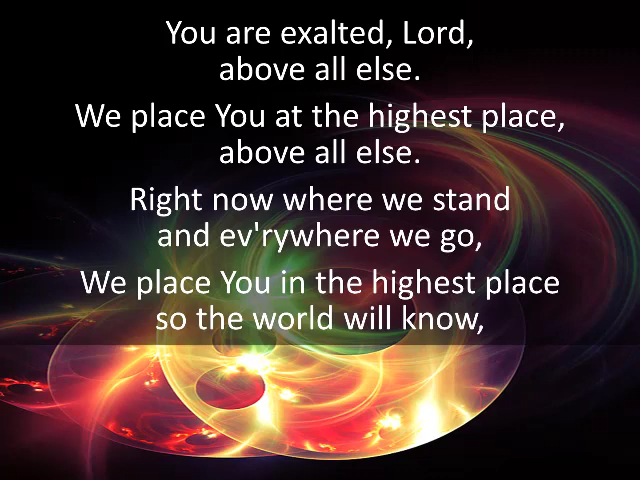 You are exalted, Lord,
above all else.
We place You at the highest place,
above all else.
Right now where we stand
and ev'rywhere we go,
We place You in the highest place
so the world will know,